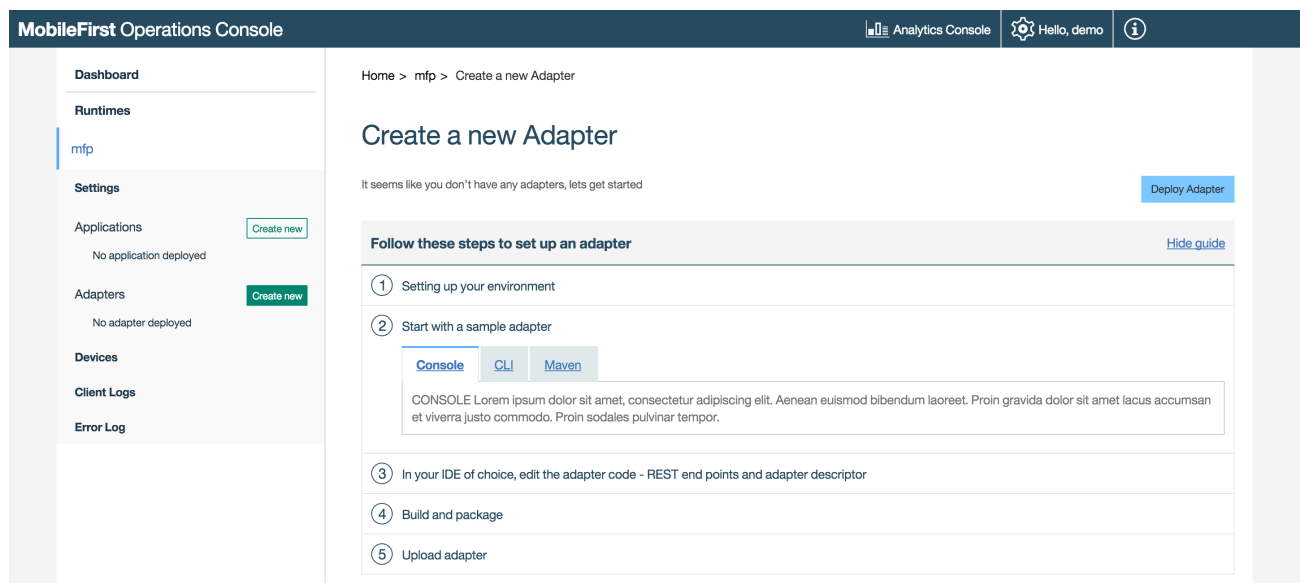 MobileFirst Operations Console
Analytics Console
Hello, demo
Dashboard
Runtimes
mfp
Settings
Applications
Create new
No application deployed
Adapters
Create new
No adapter deployed
Devices
Client Logs
Error Log
Home > mfp > Create a new Adapter
Create a new Adapter
It seems like you don't have any adapters, lets get started
Deploy Adapter
Follow these steps to set up an adapter
Hide guide
1 Setting up your environment
2 Start with a sample adapter
Console CLI Maven
CONSOLE Lorem ipsum dolor sit amet, consectetur adipiscing elit. Aenean euismod bibendum laoreet. Proin gravida dolor sit amet lacus accumsan
et viverra justo commodo. Proin sodales pulvinar tempor.
3 In your IDE of choice, edit the adapter code - REST end points and adapter descriptor
4 Build and package
5 Upload adapter